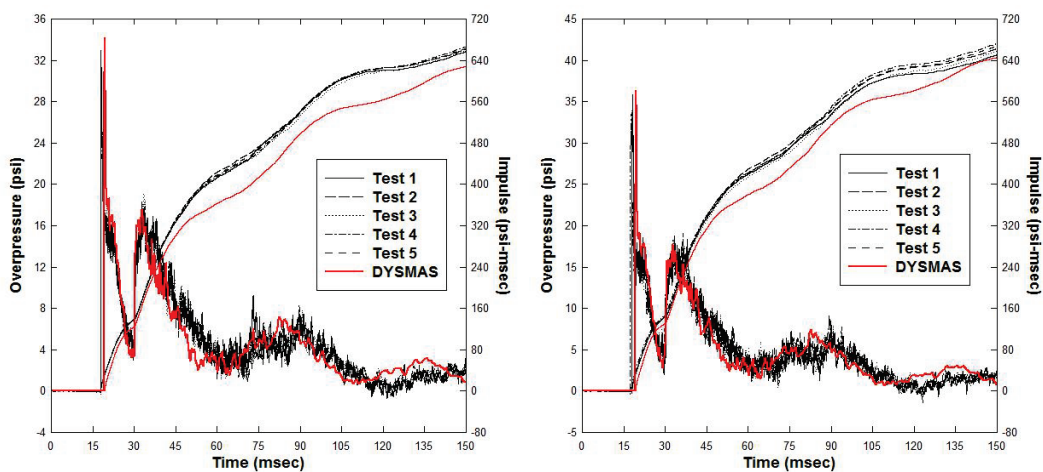 36
32
28
24
20
16
12
8
4
0
-4
Overpressure (psi)
720
640
560
480
400
320
240
160
80
0
-80
Impulse (psi-msec)
Test 1
Test 2
Test 3
Test 4
Test 5
DYSMAS
0 15 30 45 60 75 90 105 120 135 150
Time (msec)
45
40
35
30
25
20
15
10
5
0
-5
Overpressure (psi)
720
640
560
480
400
320
240
160
80
0
-80
Impulse (psi-msec)
Test 1
Test 2
Test 3
Test 4
Test 5
DYSMAS
0 15 30 45 60 75 90 105 120 135 150
Time (msec)